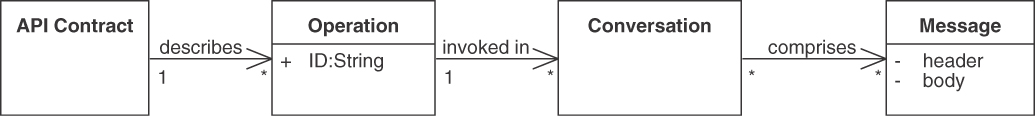 API Contract
describes
1
*
Operation
+ ID:String
invoked in
1
*
Conversation
comprises
*
*
Message
- header
- body